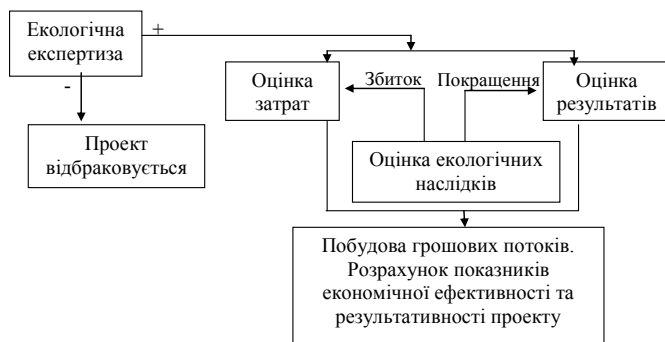 Екологічна
експертиза
+
-
Проект
відбраковується
Оцінка
затрат
Збиток
Покращення
Оцінка
результатів
Оцінка екологічних
наслідків
Побудова грошових потоків.
Розрахунок показників
економічної ефективності та
результативності проекту